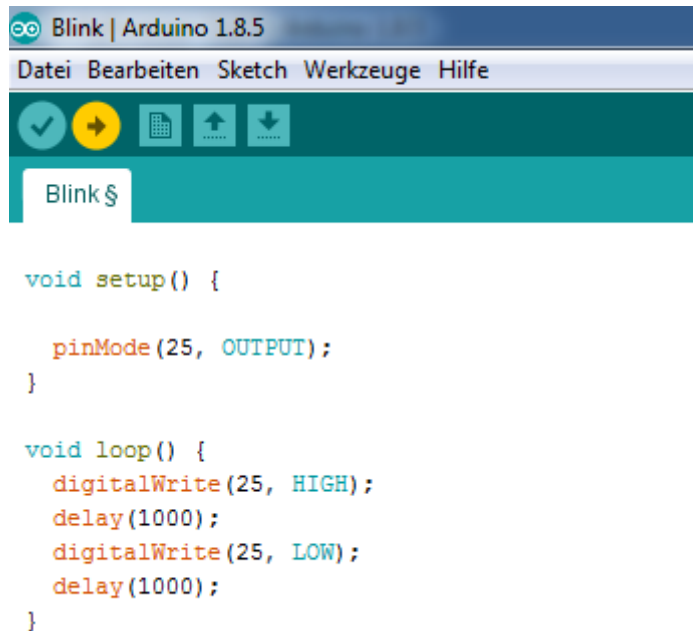 Blink | Arduino 1.8.5
Datei Bearbeiten Sketch Werkzeuge Hilfe
Blink §
void setup() {
pinMode(25, OUTPUT);
}
void loop() {
digitalWrite(25, HIGH);
delay(1000);
digitalWrite(25, LOW);
delay(1000);
}